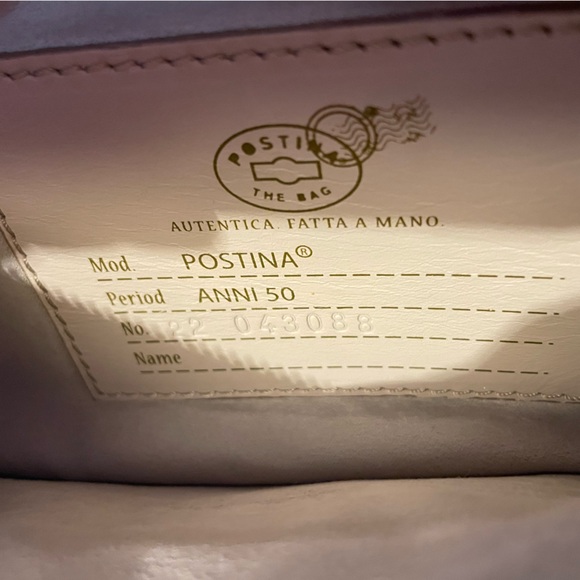 POSTINA
THE BAG
AUTENTICA. FATTA A MANO.
Mod. POSTINA®
Period ANNI 50
No. 22 043088
Name